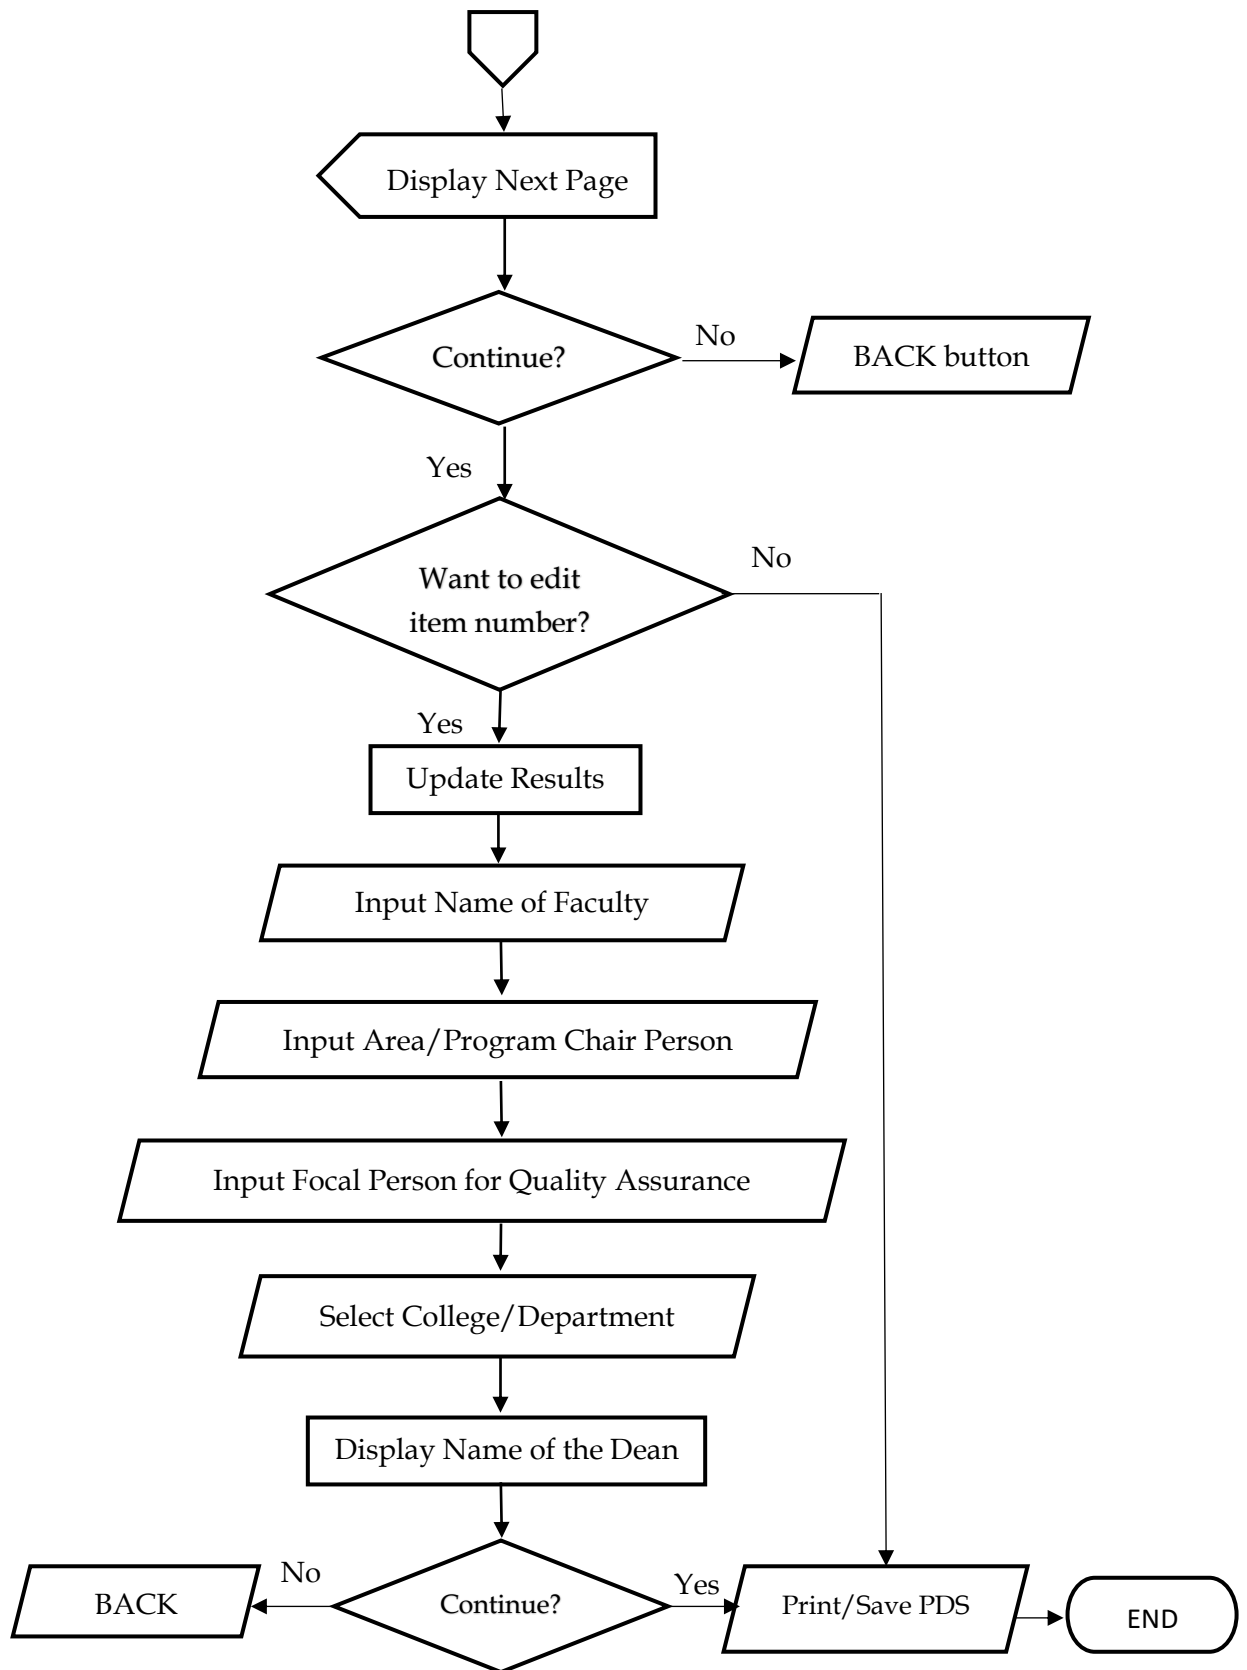 Display Next Page
Continue?
No
BACK button
Yes
Want to edit
item number?
No
Yes
Update Results
Input Name of Faculty
Input Area/Program Chair Person
Input Focal Person for Quality Assurance
Select College/Department
Display Name of the Dean
BACK
No
Continue?
Yes
Print/Save PDS
END